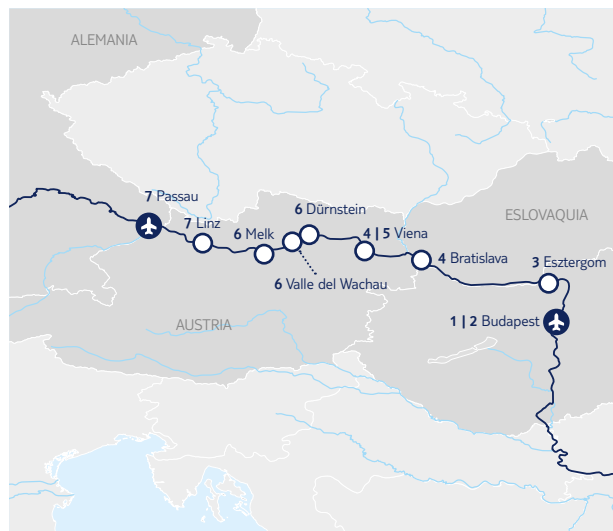 ALEMANIA
7 Passau
7 Linz
6 Melk
6 Dürnstein
4 | 5 Viena
ESLOVAQUIA
4 Bratislava
3 Esztergom
6 Valle del Wachau
AUSTRIA
1 | 2 Budapest